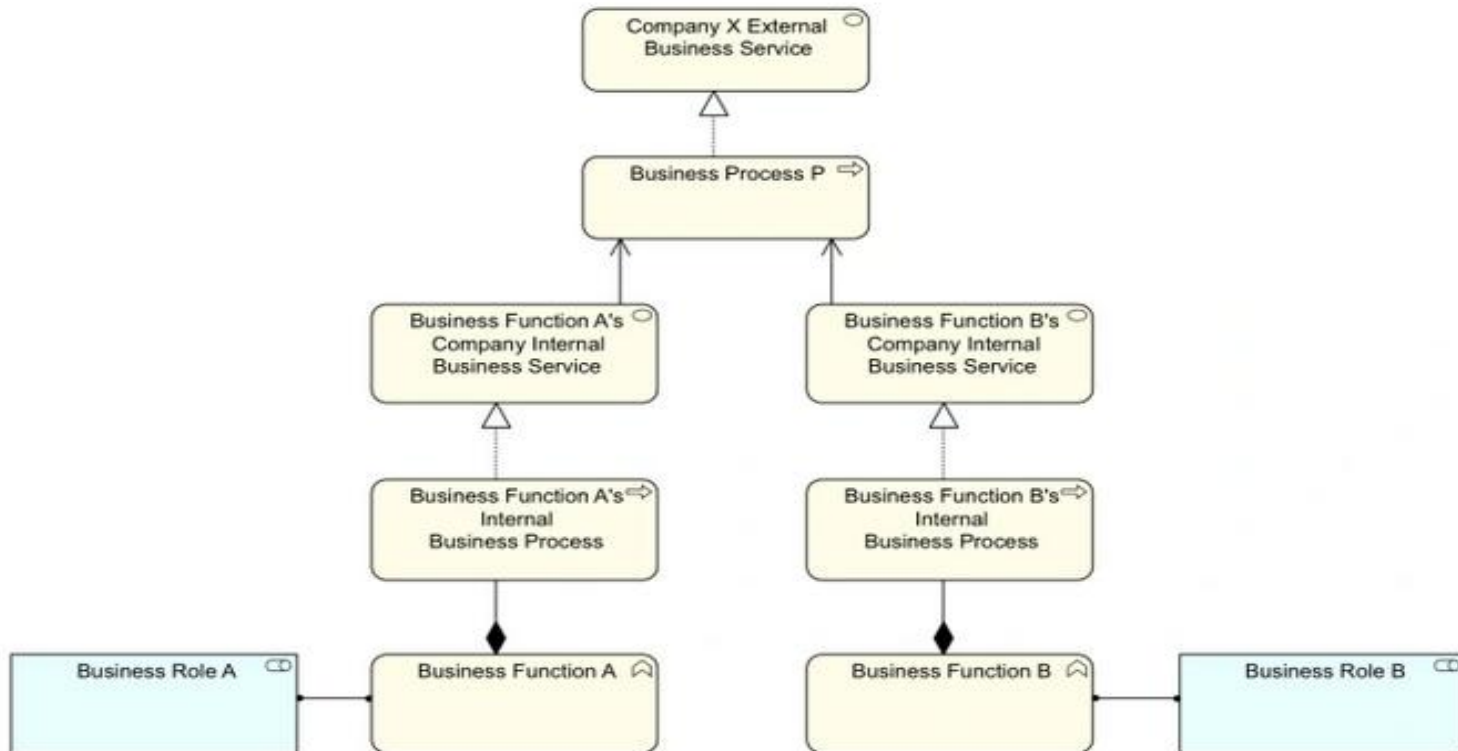 Company X External
Business Service
Business Process P
Business Function A's
Company Internal
Business Service
Business Function B's
Company Internal
Business Service
Business Function A's
Internal
Business Process
Business Function B's
Internal
Business Process
Business Role A
Business Function A
Business Function B
Business Role B